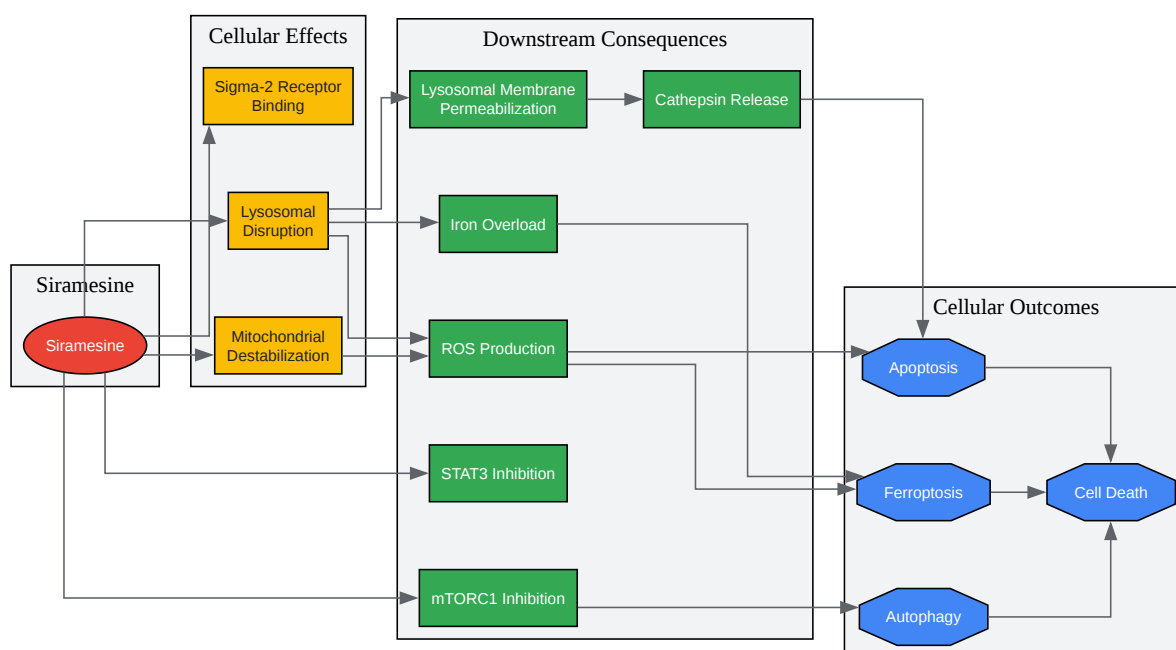 Cellular Effects
Sigma-2 Receptor
Binding
Lysosomal
Disruption
Mitochondrial
Destabilization
Siramesine
Siramesine
Downstream Consequences
Lysosomal Membrane
Permeabilization
Cathepsin Release
Iron Overload
ROS Production
STAT3 Inhibition
mTORC1 Inhibition
Cellular Outcomes
Apoptosis
Ferroptosis
Cell Death
Autophagy